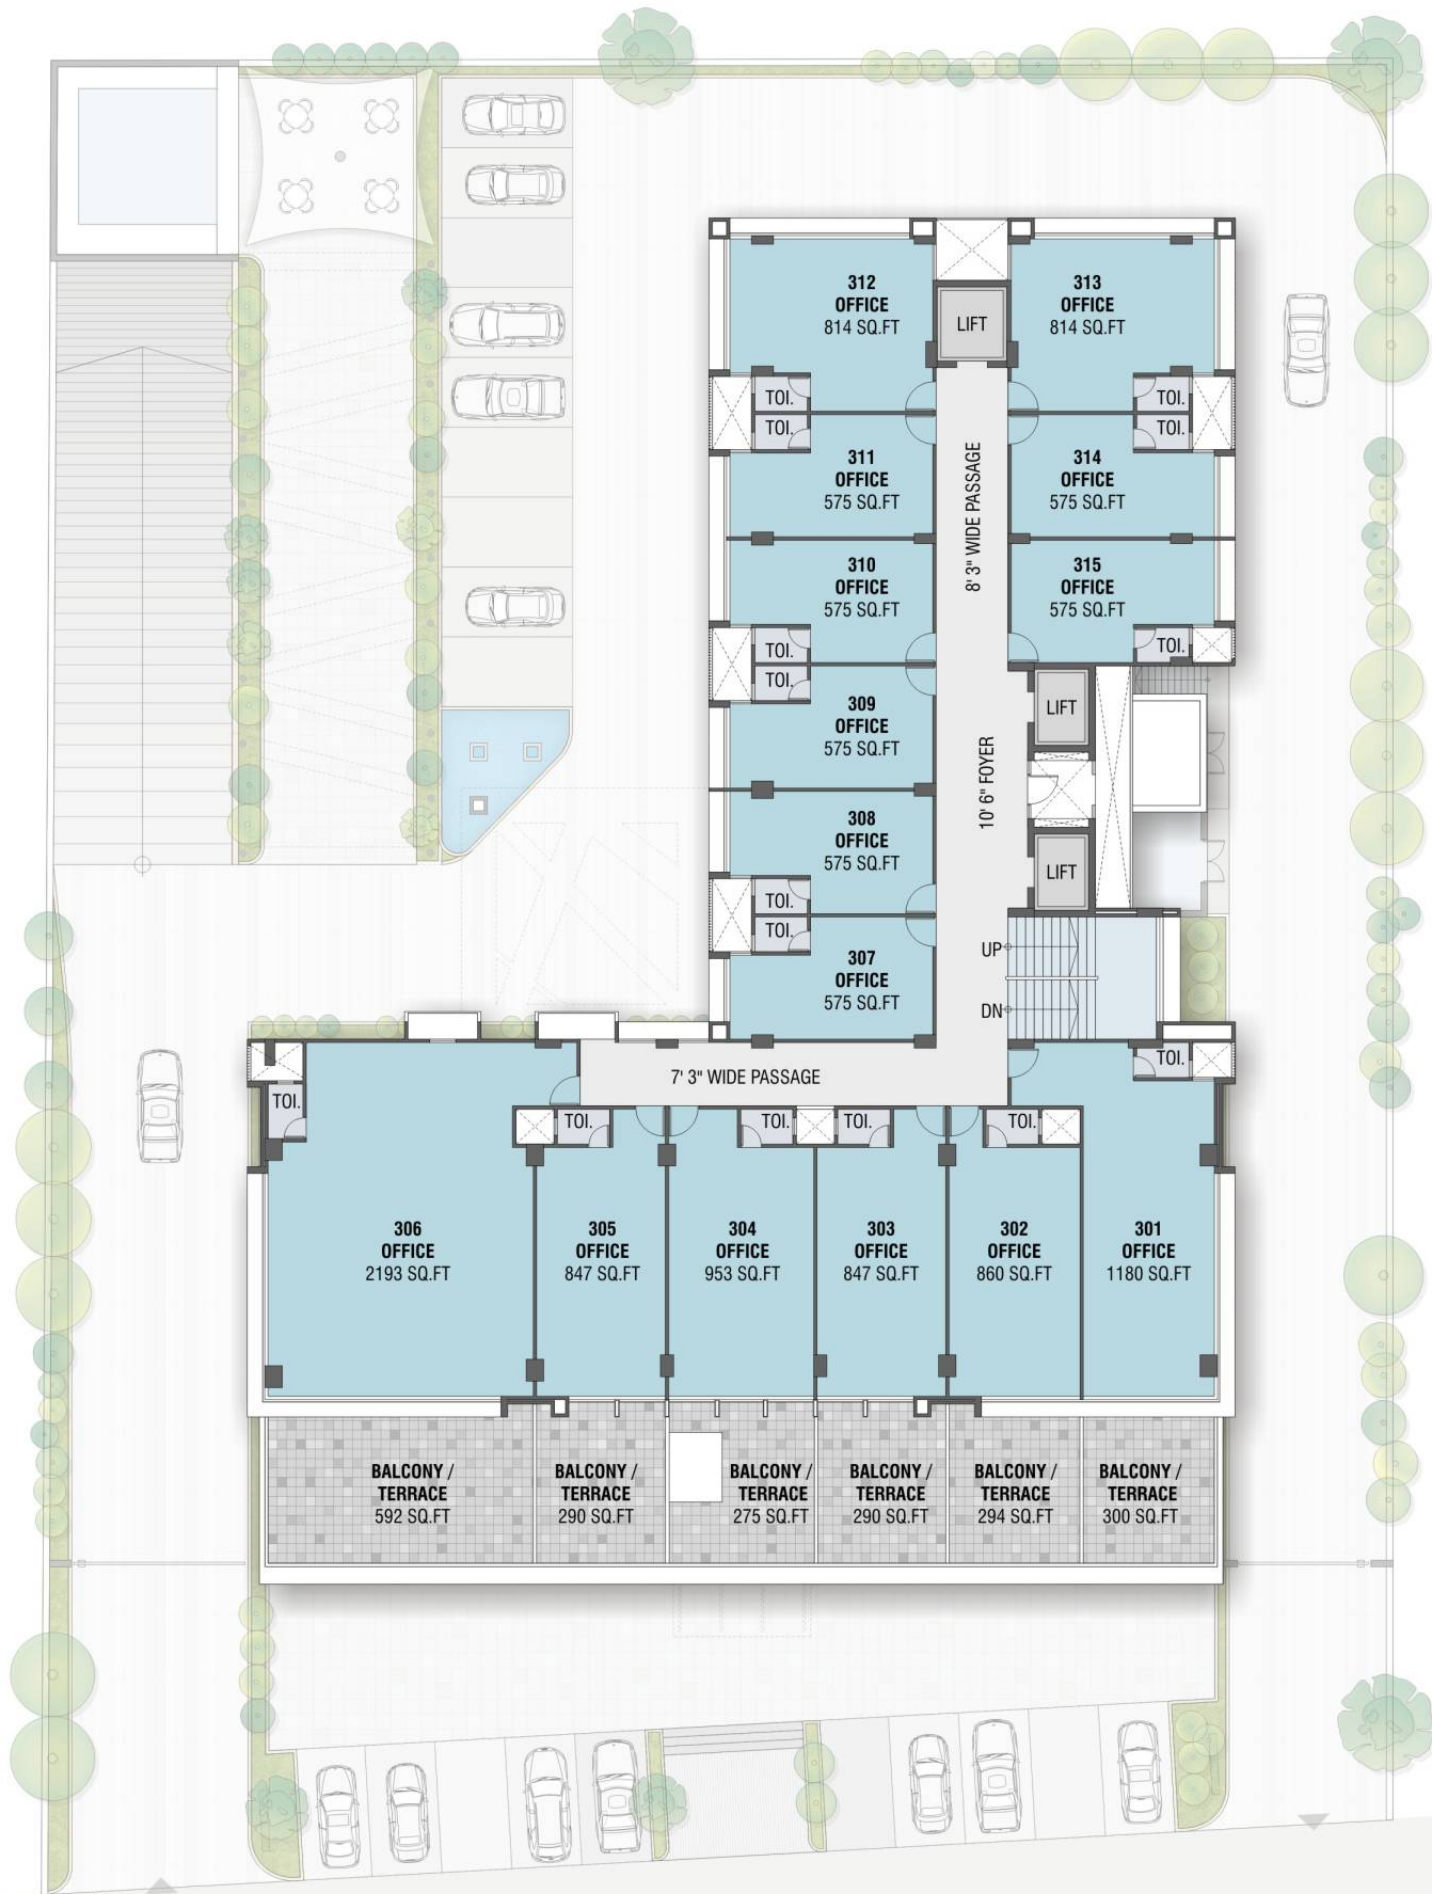 312
OFFICE
814 SQ.FT
313
OFFICE
814 SQ.FT
LIFT
TOI.
TOI.
TOI.
TOI.
311
OFFICE
575 SQ.FT
314
OFFICE
575 SQ.FT
8' 3" WIDE PASSAGE
310
OFFICE
575 SQ.FT
315
OFFICE
575 SQ.FT
TOI.
TOI.
TOI.
309
OFFICE
575 SQ.FT
LIFT
10' 6" FOYER
308
OFFICE
575 SQ.FT
LIFT
TOI.
TOI.
307
OFFICE
575 SQ.FT
UP
DN
7' 3" WIDE PASSAGE
TOI.
TOI.
TOI.
TOI.
TOI.
TOI.
306
OFFICE
2193 SQ.FT
305
OFFICE
847 SQ.FT
304
OFFICE
953 SQ.FT
303
OFFICE
847 SQ.FT
302
OFFICE
860 SQ.FT
301
OFFICE
1180 SQ.FT
BALCONY /
TERRACE
592 SQ.FT
BALCONY /
TERRACE
290 SQ.FT
BALCONY /
TERRACE
275 SQ.FT
BALCONY /
TERRACE
290 SQ.FT
BALCONY /
TERRACE
294 SQ.FT
BALCONY /
TERRACE
300 SQ.FT